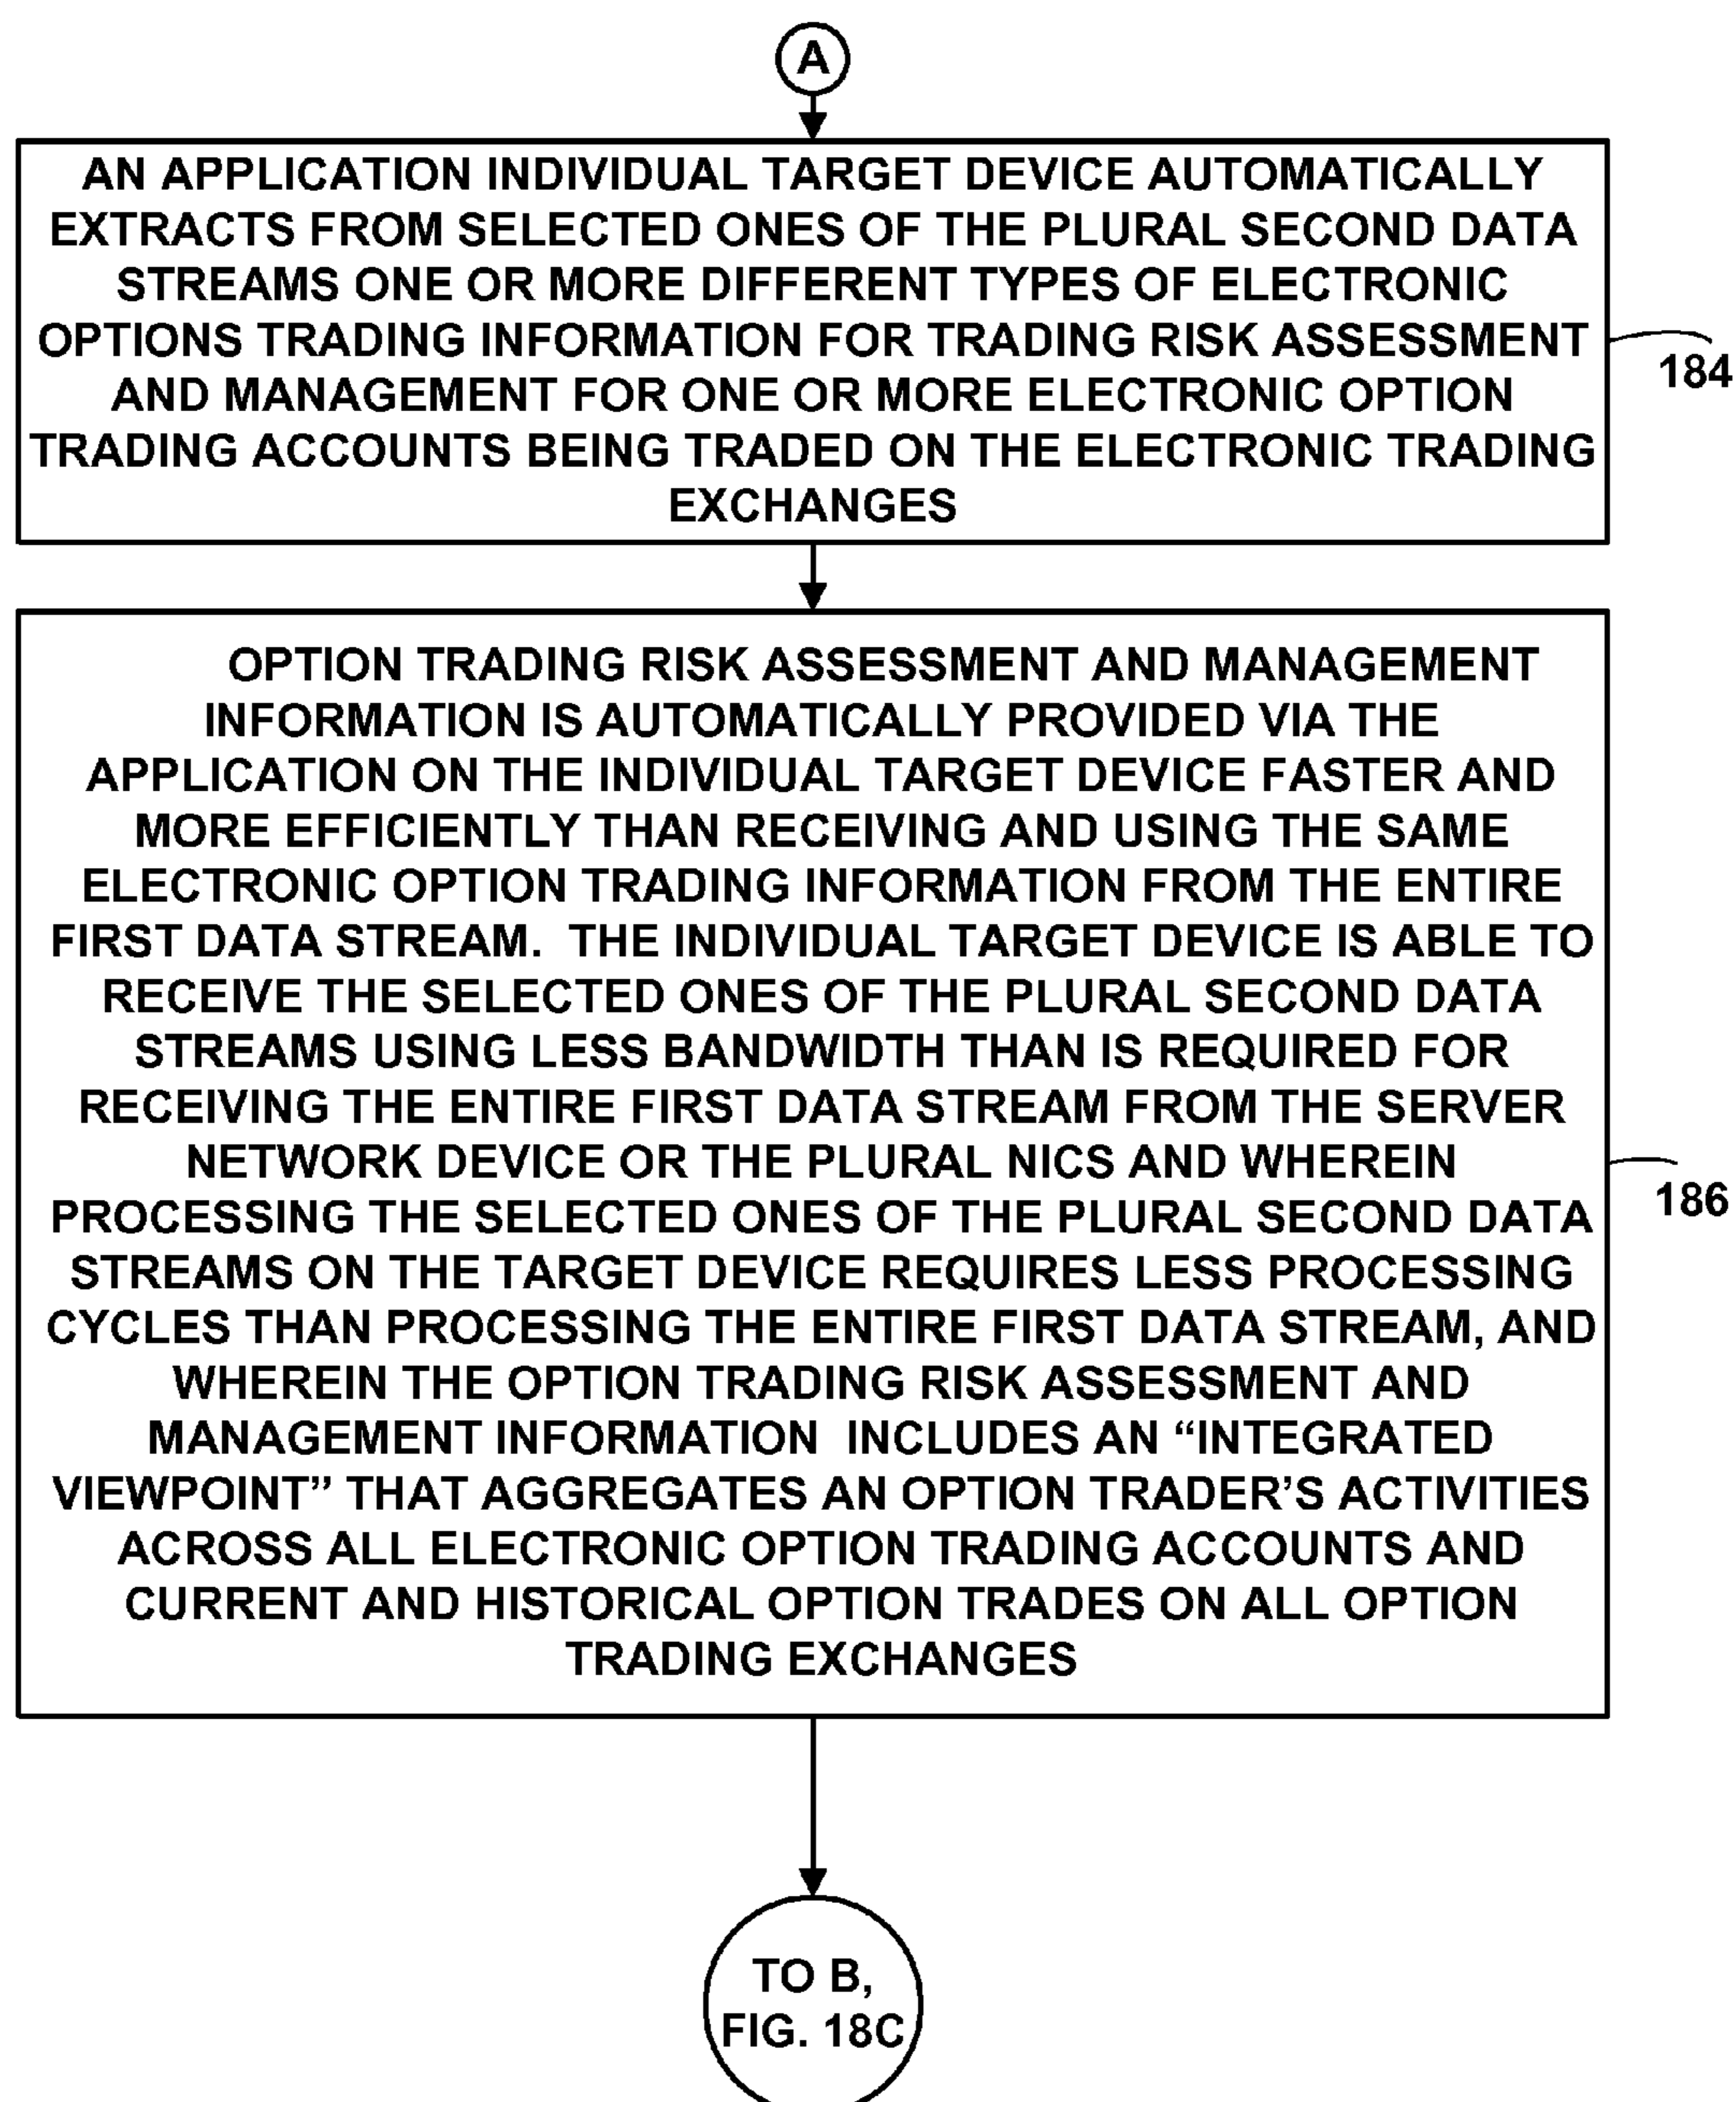 A
AN APPLICATION INDIVIDUAL TARGET DEVICE AUTOMATICALLY
EXTRACTS FROM SELECTED ONES OF THE PLURAL SECOND DATA
STREAMS ONE OR MORE DIFFERENT TYPES OF ELECTRONIC
OPTIONS TRADING INFORMATION FOR TRADING RISK ASSESSMENT
AND MANAGEMENT FOR ONE OR MORE ELECTRONIC OPTION
TRADING ACCOUNTS BEING TRADED ON THE ELECTRONIC TRADING
EXCHANGES
184
OPTION TRADING RISK ASSESSMENT AND MANAGEMENT
INFORMATION IS AUTOMATICALLY PROVIDED VIA THE
APPLICATION ON THE INDIVIDUAL TARGET DEVICE FASTER AND
MORE EFFICIENTLY THAN RECEIVING AND USING THE SAME
ELECTRONIC OPTION TRADING INFORMATION FROM THE ENTIRE
FIRST DATA STREAM. THE INDIVIDUAL TARGET DEVICE IS ABLE TO
RECEIVE THE SELECTED ONES OF THE PLURAL SECOND DATA
STREAMS USING LESS BANDWIDTH THAN IS REQUIRED FOR
RECEIVING THE ENTIRE FIRST DATA STREAM FROM THE SERVER
NETWORK DEVICE OR THE PLURAL NICS AND WHEREIN
PROCESSING THE SELECTED ONES OF THE PLURAL SECOND DATA
STREAMS ON THE TARGET DEVICE REQUIRES LESS PROCESSING
CYCLES THAN PROCESSING THE ENTIRE FIRST DATA STREAM, AND
WHEREIN THE OPTION TRADING RISK ASSESSMENT AND
MANAGEMENT INFORMATION INCLUDES AN “INTEGRATED
VIEWPOINT” THAT AGGREGATES AN OPTION TRADER’S ACTIVITIES
ACROSS ALL ELECTRONIC OPTION TRADING ACCOUNTS AND
CURRENT AND HISTORICAL OPTION TRADES ON ALL OPTION
TRADING EXCHANGES
186
TO B,
FIG. 18C